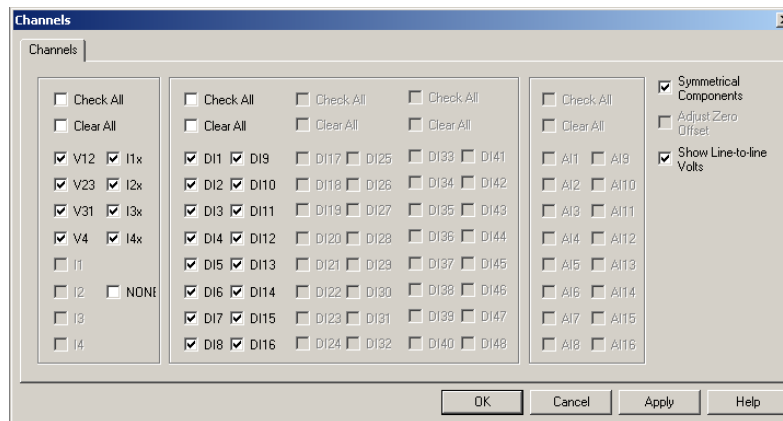 Channels
Channels
Check All
Clear All
V12 I1x
V23 I2x
V31 I3x
V4 I4x
I1
I2 NONE
I3
I4
Check All Check All Check All
Clear All Clear All Clear All
DI1 DI9 DI17 DI25 DI33 DI41
DI2 DI10 DI18 DI26 DI34 DI42
DI3 DI11 DI19 DI27 DI35 DI43
DI4 DI12 DI20 DI28 DI36 DI44
DI5 DI13 DI21 DI29 DI37 DI45
DI6 DI14 DI22 DI30 DI38 DI46
DI7 DI15 DI23 DI31 DI39 DI47
DI8 DI16 DI24 DI32 DI40 DI48
Check All
Clear All
AI1 AI9
AI2 AI10
AI3 AI11
AI4 AI12
AI5 AI13
AI6 AI14
AI7 AI15
AI8 AI16
Symmetrical
Components
Adjust Zero
Offset
Show Line-to-line
Volts
OK Cancel Apply Help